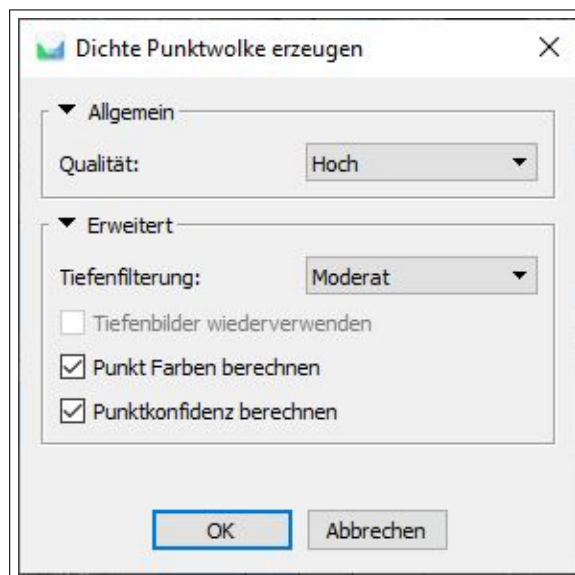 Dichte Punktwolke erzeugen
Allgemein
Qualität: Hoch
Erweitert
Tiefenfilterung: Moderat
Tiefenbilder wiederverwenden
Punkt Farben berechnen
Punktkonfidenz berechnen
OK Abbrechen